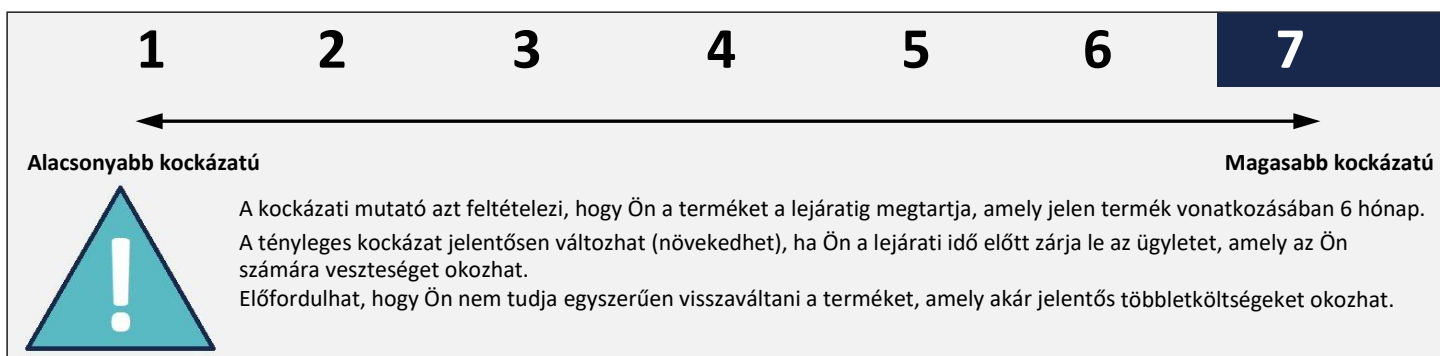 1 2 3 4 5 6 7
Alacsonyabb kockázatú Magasabb kockázatú
A kockázati mutató azt feltételezi, hogy Ön a terméket a lejáratig megtartja, amely jelen termék vonatkozásában 6 hónap.
A tényleges kockázat jelentősen változhat (növekedhet), ha Ön a lejárati idő előtt zárja le az ügyletet, amely az Ön
számára veszteséget okozhat.
Előfordulhat, hogy Ön nem tudja egyszerűen visszaváltani a terméket, amely akár jelentős többletköltségeket okozhat.
!